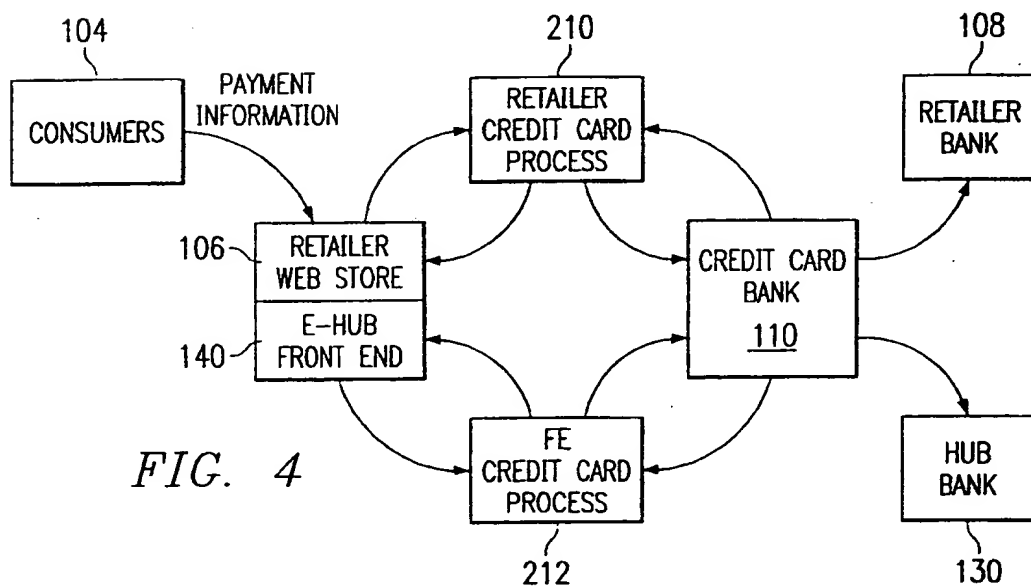 104
210
108
PAYMENT
INFORMATION
CONSUMERS
RETAILER
CREDIT CARD
PROCESS
RETAILER
BANK
106
RETAILER
WEB STORE
CREDIT CARD
BANK
110
140
E-HUB
FRONT END
FIG. 4
FE
CREDIT CARD
PROCESS
HUB
BANK
212
130